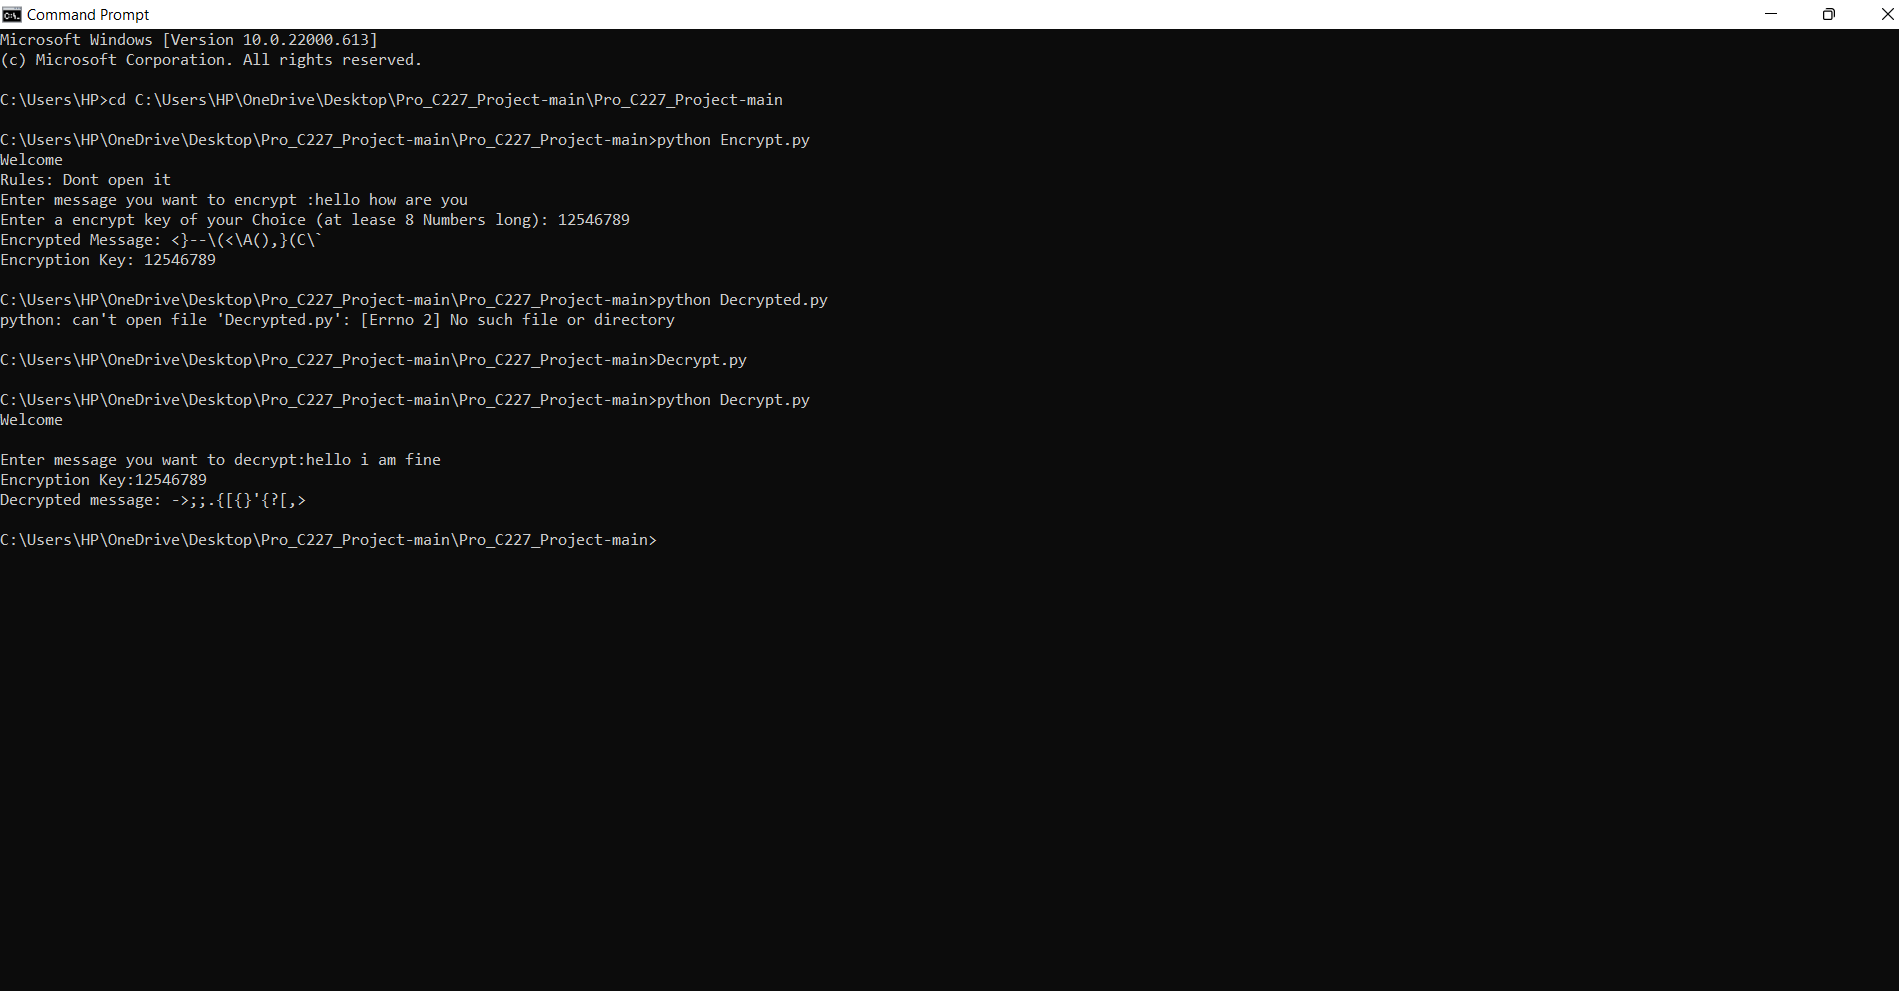 Command Prompt
Microsoft Windows [Version 10.0.22000.613]
(c) Microsoft Corporation. All rights reserved.
C:\Users\HP>cd C:\Users\HP\OneDrive\Desktop\Pro_C227_Project-main\Pro_C227_Project-main
C:\Users\HP\OneDrive\Desktop\Pro_C227_Project-main\Pro_C227_Project-main>python Encrypt.py
Welcome
Rules: Dont open it
Enter message you want to encrypt :hello how are you
Enter a encrypt key of your Choice (at lease 8 Numbers long): 12546789
Encrypted Message: <}--\(<\A(),}(C\`
Encryption Key: 12546789
C:\Users\HP\OneDrive\Desktop\Pro_C227_Project-main\Pro_C227_Project-main>python Decrypted.py
python: can't open file 'Decrypted.py': [Errno 2] No such file or directory
C:\Users\HP\OneDrive\Desktop\Pro_C227_Project-main\Pro_C227_Project-main>Decrypt.py
C:\Users\HP\OneDrive\Desktop\Pro_C227_Project-main\Pro_C227_Project-main>python Decrypt.py
Welcome
Enter message you want to decrypt:hello i am fine
Encryption Key:12546789
Decrypted message: ->;;.{[{}'{?[,>
C:\Users\HP\OneDrive\Desktop\Pro_C227_Project-main\Pro_C227_Project-main>